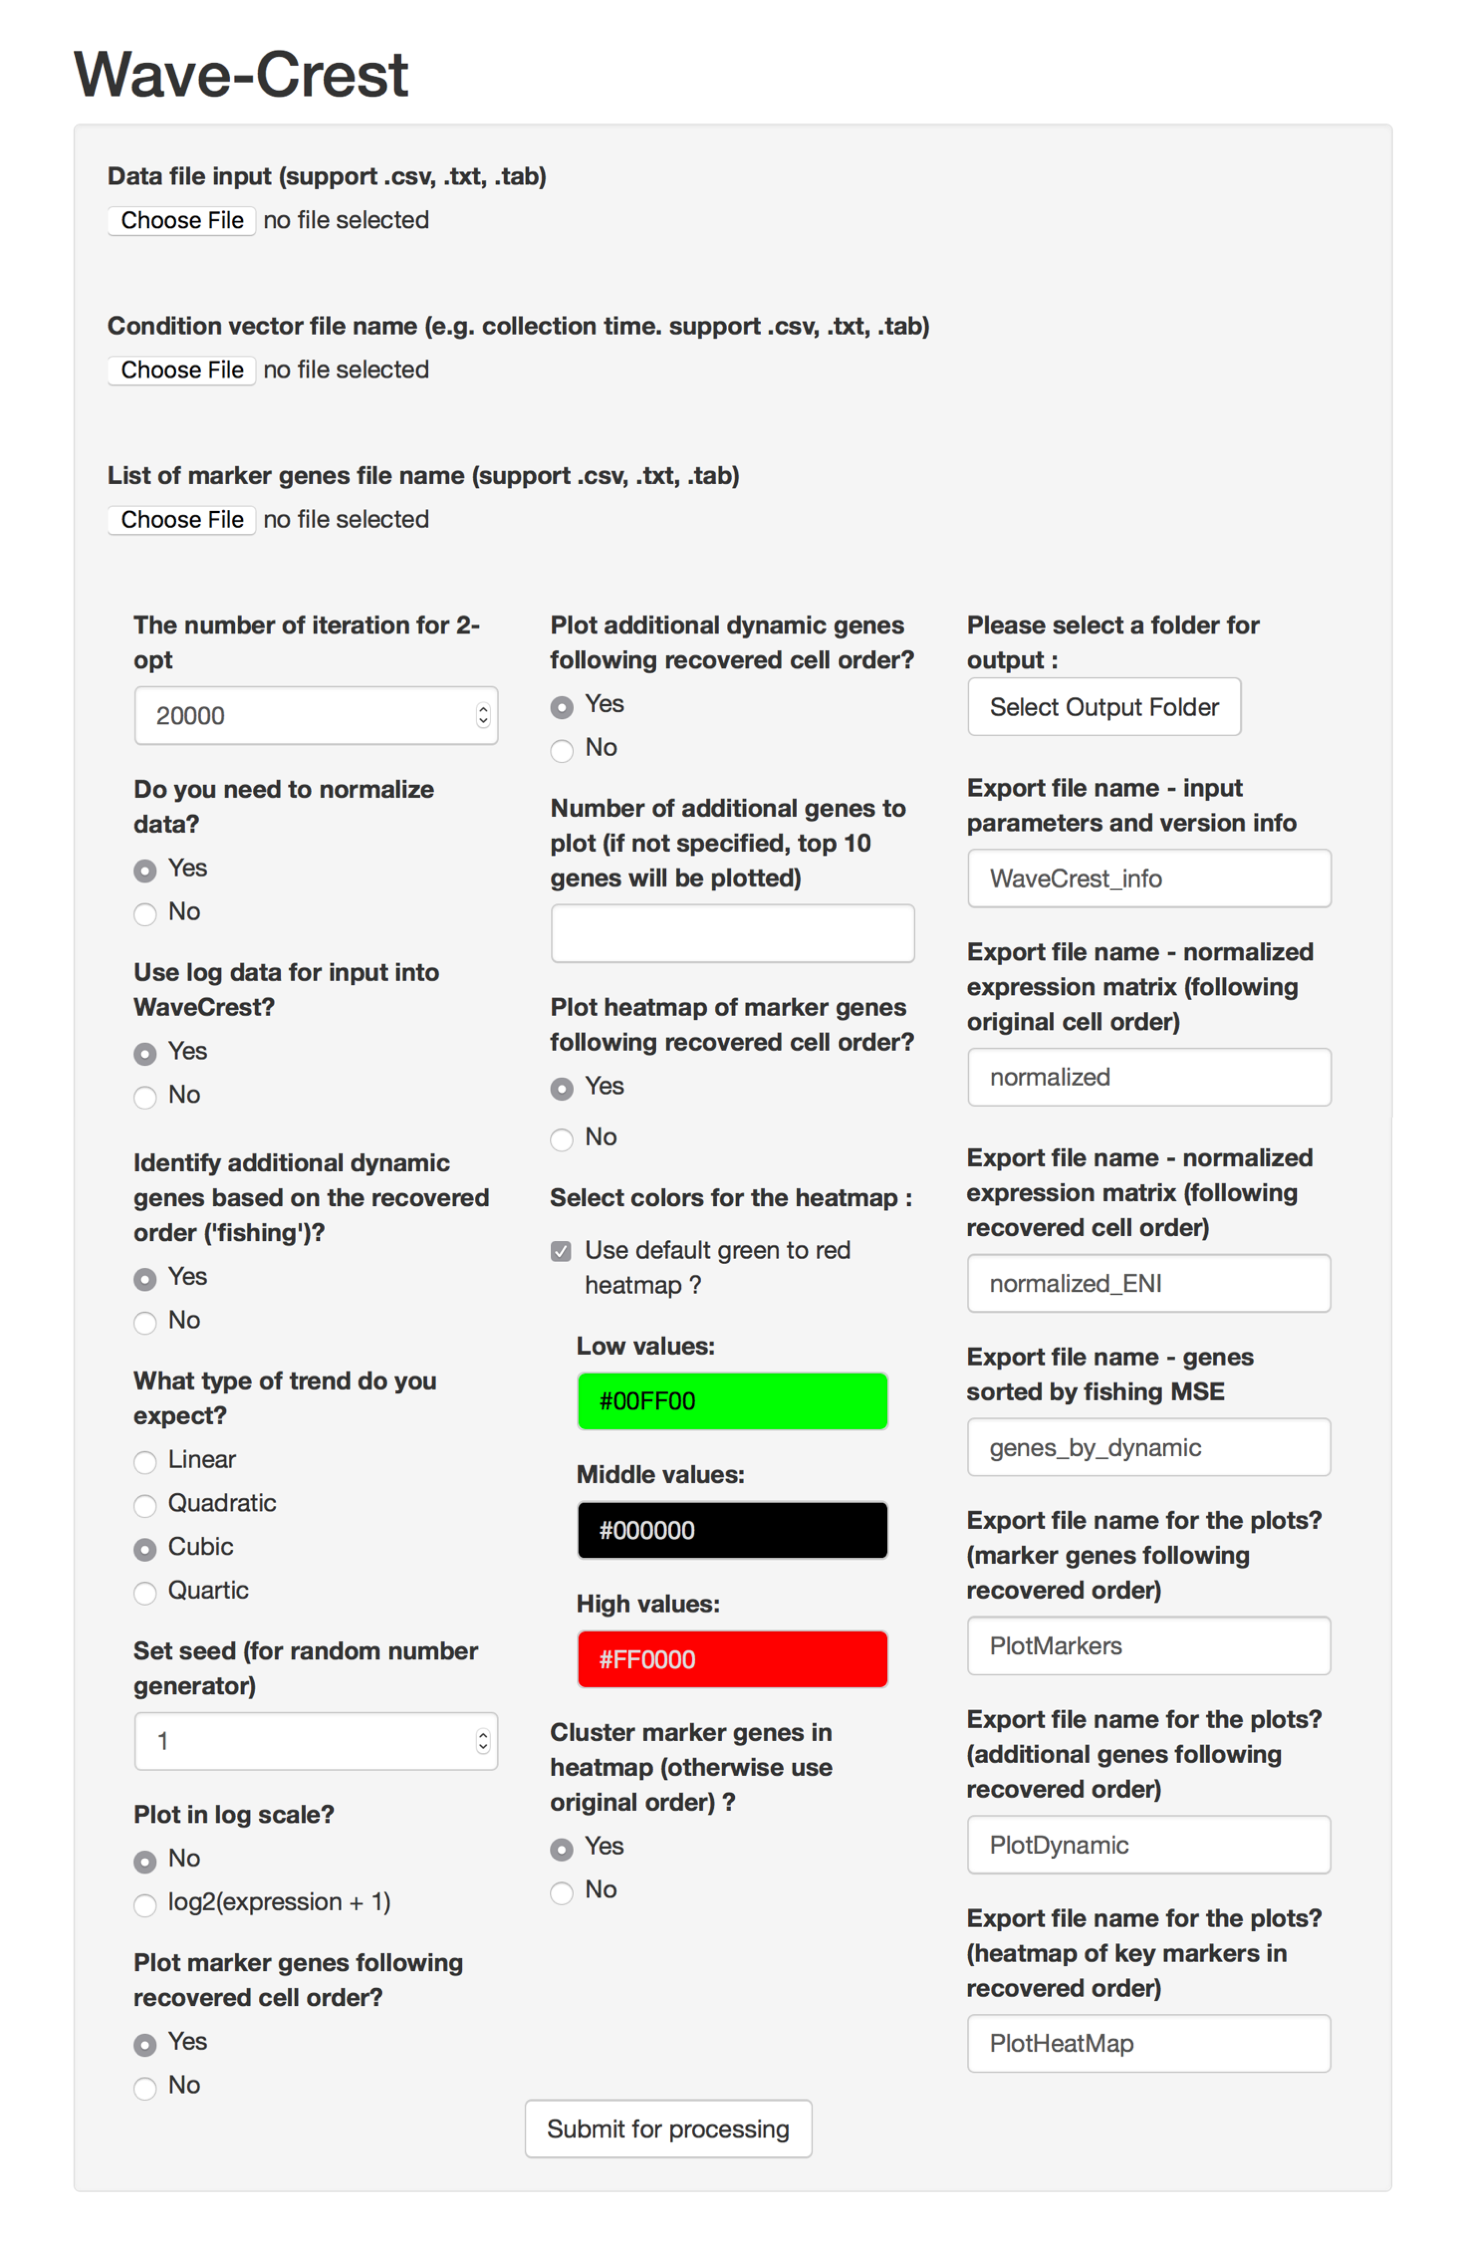 Wave-Crest
Data file input (support .csv, .txt, .tab)
Choose File no file selected
Condition vector file name (e.g. collection time. support .csv, .txt, .tab)
Choose File no file selected
List of marker genes file name (support .csv, .txt, .tab)
Choose File no file selected
The number of iteration for 2-
opt
20000
Do you need to normalize
data?
Yes
No
Use log data for input into
WaveCrest?
Yes
No
Identify additional dynamic
genes based on the recovered
order ('fishing')?
Yes
No
What type of trend do you
expect?
Linear
Quadratic
Cubic
Quartic
Set seed (for random number
generator)
1
Plot in log scale?
No
log2(expression + 1)
Plot marker genes following
recovered cell order?
Yes
No
Plot additional dynamic genes
following recovered cell order?
Yes
No
Number of additional genes to
plot (if not specified, top 10
genes will be plotted)
Plot heatmap of marker genes
following recovered cell order?
Yes
No
Select colors for the heatmap :
Use default green to red
heatmap ?
Low values:
#00FF00
Middle values:
#000000
High values:
#FF0000
Cluster marker genes in
heatmap (otherwise use
original order) ?
Yes
No
Please select a folder for
output :
Select Output Folder
Export file name - input
parameters and version info
WaveCrest_info
Export file name - normalized
expression matrix (following
original cell order)
normalized
Export file name - normalized
expression matrix (following
recovered cell order)
normalized_ENI
Export file name - genes
sorted by fishing MSE
genes_by_dynamic
Export file name for the plots?
(marker genes following
recovered order)
PlotMarkers
Export file name for the plots?
(additional genes following
recovered order)
PlotDynamic
Export file name for the plots?
(heatmap of key markers in
recovered order)
PlotHeatMap
Submit for processing